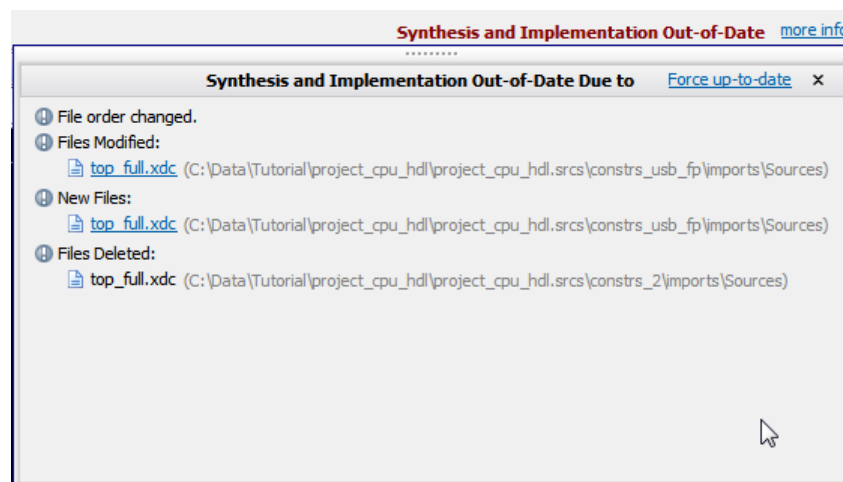 Synthesis and Implementation Out-of-Date more info
Synthesis and Implementation Out-of-Date Due to Force up-to-date ×
File order changed.
Files Modified:
top_full.xdc (C:\Data\Tutorial\project_cpu_hdl\project_cpu_hdl.srcs\constrs_usb_fp\imports\Sources)
New Files:
top_full.xdc (C:\Data\Tutorial\project_cpu_hdl\project_cpu_hdl.srcs\constrs_usb_fp\imports\Sources)
Files Deleted:
top_full.xdc (C:\Data\Tutorial\project_cpu_hdl\project_cpu_hdl.srcs\constrs_2\imports\Sources)